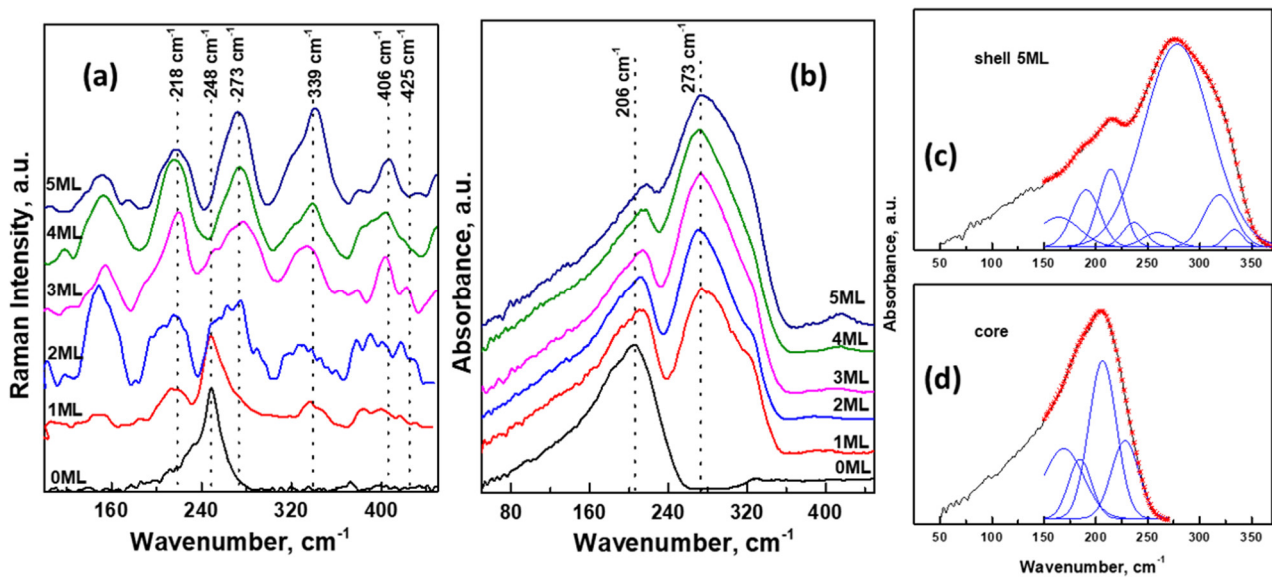 (a)
218 cm-1
248 cm-1
273 cm-1
339 cm-1
406 cm-1
425 cm-1
5ML
4ML
3ML
2ML
1ML
0ML
Raman Intensity, a.u.
160 240 320 400
Wavenumber, cm-1
(b)
206 cm-1
273 cm-1
5ML
4ML
3ML
2ML
1ML
0ML
Absorbance, a.u.
80 160 240 320 400
Wavenumber, cm-1
shell 5ML
(c)
50 100 150 200 250 300 350
Absorbance, a.u.
core
(d)
50 100 150 200 250 300 350
Wavenumber, cm-1